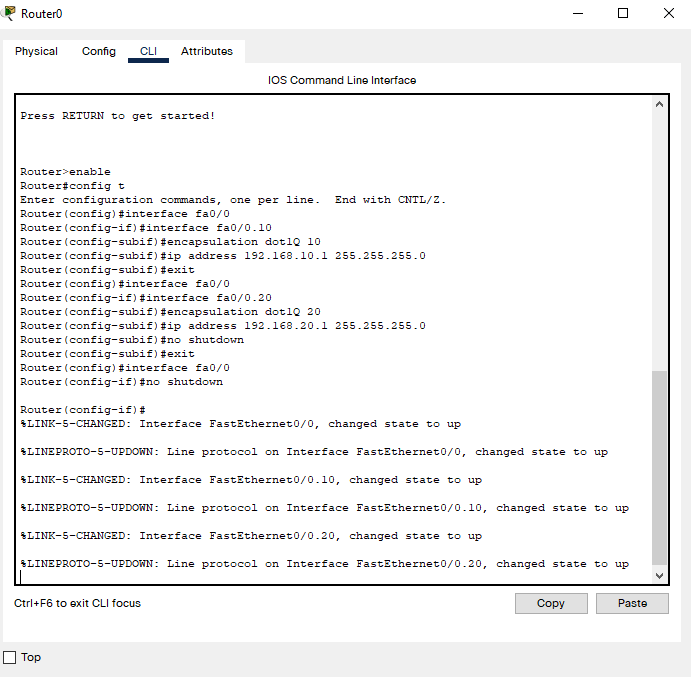 Router0
Physical Config CLI Attributes
IOS Command Line Interface
Press RETURN to get started!
Router>enable
Router#config t
Enter configuration commands, one per line.  End with CNTL/Z.
Router(config)#interface fa0/0
Router(config-if)#interface fa0/0.10
Router(config-subif)#encapsulation dot1Q 10
Router(config-subif)#ip address 192.168.10.1 255.255.255.0
Router(config-subif)#exit
Router(config)#interface fa0/0
Router(config-if)#interface fa0/0.20
Router(config-subif)#encapsulation dot1Q 20
Router(config-subif)#ip address 192.168.20.1 255.255.255.0
Router(config-subif)#no shutdown
Router(config-subif)#exit
Router(config)#interface fa0/0
Router(config-if)#no shutdown
Router(config-if)#
%LINK-5-CHANGED: Interface FastEthernet0/0, changed state to up
%LINEPROTO-5-UPDOWN: Line protocol on Interface FastEthernet0/0, changed state to up
%LINK-5-CHANGED: Interface FastEthernet0/0.10, changed state to up
%LINEPROTO-5-UPDOWN: Line protocol on Interface FastEthernet0/0.10, changed state to up
%LINK-5-CHANGED: Interface FastEthernet0/0.20, changed state to up
%LINEPROTO-5-UPDOWN: Line protocol on Interface FastEthernet0/0.20, changed state to up
Ctrl+F6 to exit CLI focus
Copy Paste
Top